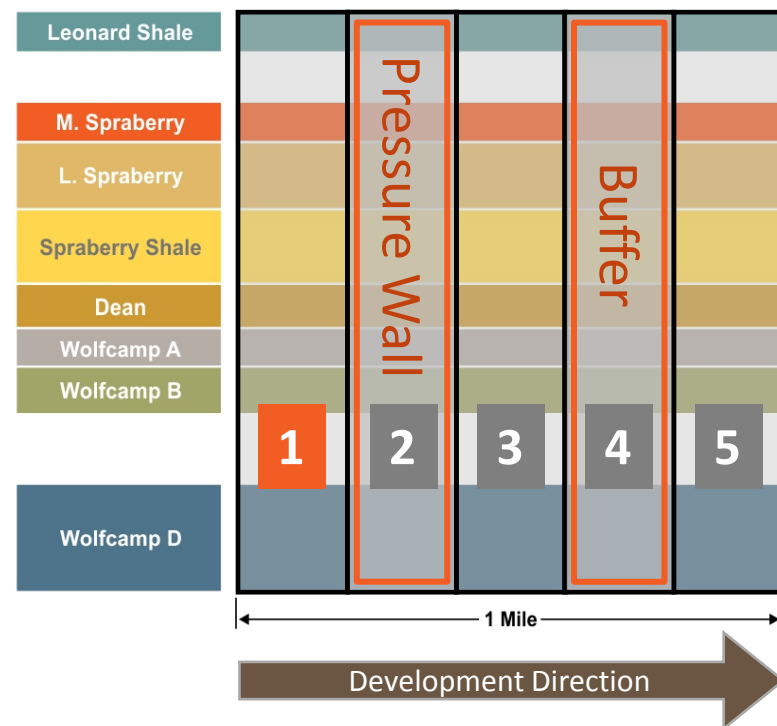 Leonard Shale
M. Spraberry
L. Spraberry
Spraberry Shale
Dean
Wolfcamp A
Wolfcamp B
Wolfcamp D
Pressure Wall
Buffer
1
2
3
4
5
1 Mile
Development Direction